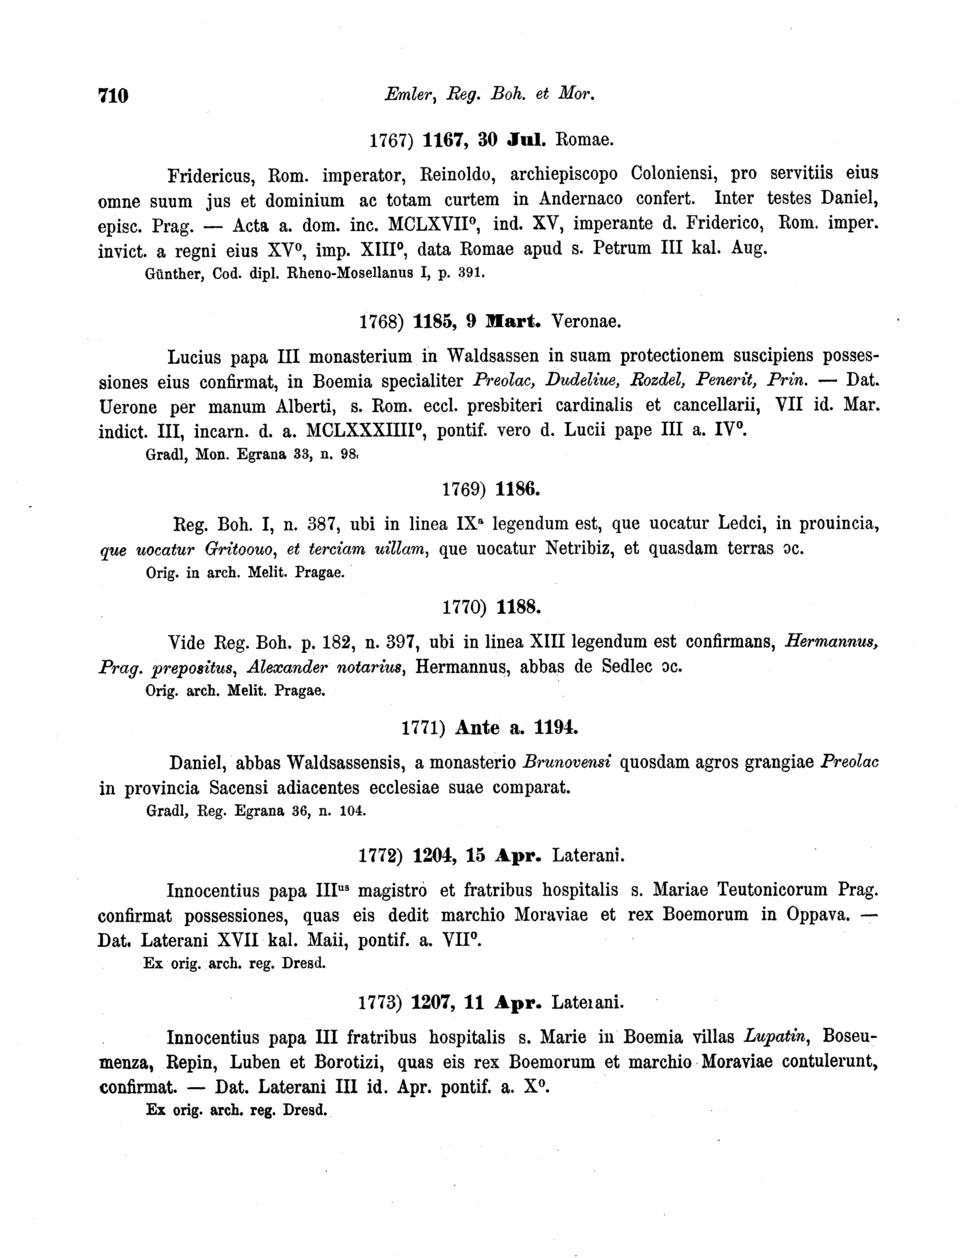 710 Emler, Reg. Boh. et Mor.
1767) 1167, 30 Jul. Romae.
Fridericus, Rom. imperator, Reinoldo, archiepiscopo Coloniensi, pro servitiis eius
omne suum jus et dominium ac totam curtem in Andernaco confert. Inter testes Daniel,
episc. Prag. — Acta a. dom. inc. MCLXVII⁰, ind. XV, imperante d. Friderico, Rom. imper.
invict. a regni eius XV⁰, imp. XIII⁰, data Romae apud s. Petrum III kal. Aug.
Günther, Cod. dipl. Rheno-Mosellanus I, p. 391.
1768) 1185, 9 Mart. Veronae.
Lucius papa III monasterium in Waldsassen in suam protectionem suscipiens posses-
siones eius confirmat, in Boemia specialiter Preolac, Dudeliue, Rozdel, Penerit, Prin. — Dat.
Uerone per manum Alberti, s. Rom. eccl. presbiteri cardinalis et cancellarii, VII id. Mar.
indict. III, incarn. d. a. MCLXXXIIII⁰, pontif. vero d. Lucii pape III a. IV⁰.
Gradl, Mon. Egrana 33, n. 98.
1769) 1186.
Reg. Boh. I, n. 387, ubi in linea IXᵃ legendum est, que uocatur Ledci, in prouincia,
que uocatur Gritoouo, et terciam uillam, que uocatur Netribiz, et quasdam terras ɔc.
Orig. in arch. Melit. Pragae.
1770) 1188.
Vide Reg. Boh. p. 182, n. 397, ubi in linea XIII legendum est confirmans, Hermannus,
Prag. prepositus, Alexander notarius, Hermannus, abbas de Sedlec ɔc.
Orig. arch. Melit. Pragae.
1771) Ante a. 1194.
Daniel, abbas Waldsassensis, a monasterio Brunovensi quosdam agros grangiae Preolac
in provincia Sacensi adiacentes ecclesiae suae comparat.
Gradl, Reg. Egrana 36, n. 104.
1772) 1204, 15 Apr. Laterani.
Innocentius papa IIIᵘˢ magistro et fratribus hospitalis s. Mariae Teutonicorum Prag.
confirmat possessiones, quas eis dedit marchio Moraviae et rex Boemorum in Oppava. —
Dat. Laterani XVII kal. Maii, pontif. a. VII⁰.
Ex orig. arch. reg. Dresd.
1773) 1207, 11 Apr. Laterani.
Innocentius papa III fratribus hospitalis s. Marie in Boemia villas Lupatin, Boseu-
menza, Repin, Luben et Borotizi, quas eis rex Boemorum et marchio Moraviae contulerunt,
confirmat. — Dat. Laterani III id. Apr. pontif. a. X⁰.
Ex orig. arch. reg. Dresd.